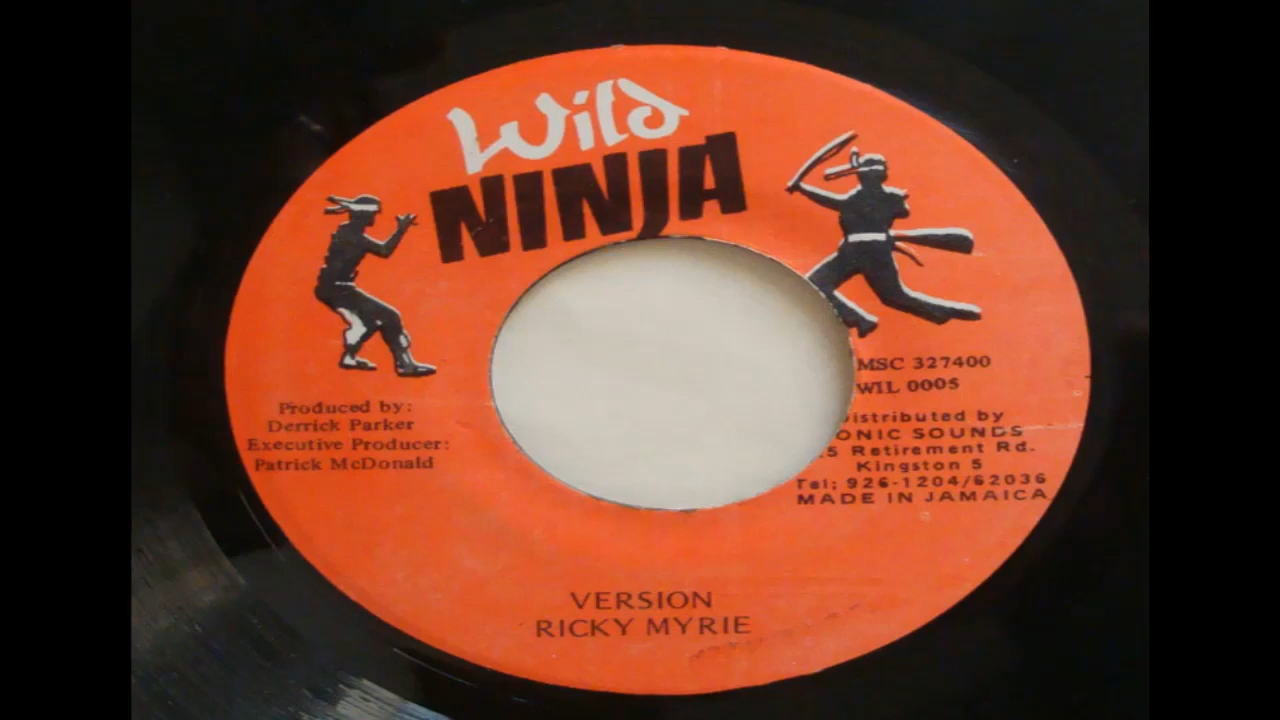 Wild
NINJA
Produced by:
Derrick Parker
Executive Producer:
Patrick McDonald
MSC 327400
WIL 0005
istributed by
ONIC SOUNDS
5 Retirement Rd.
Kingston 5
Tel; 926-1204/62036
MADE IN JAMAICA
VERSION
RICKY MYRIE